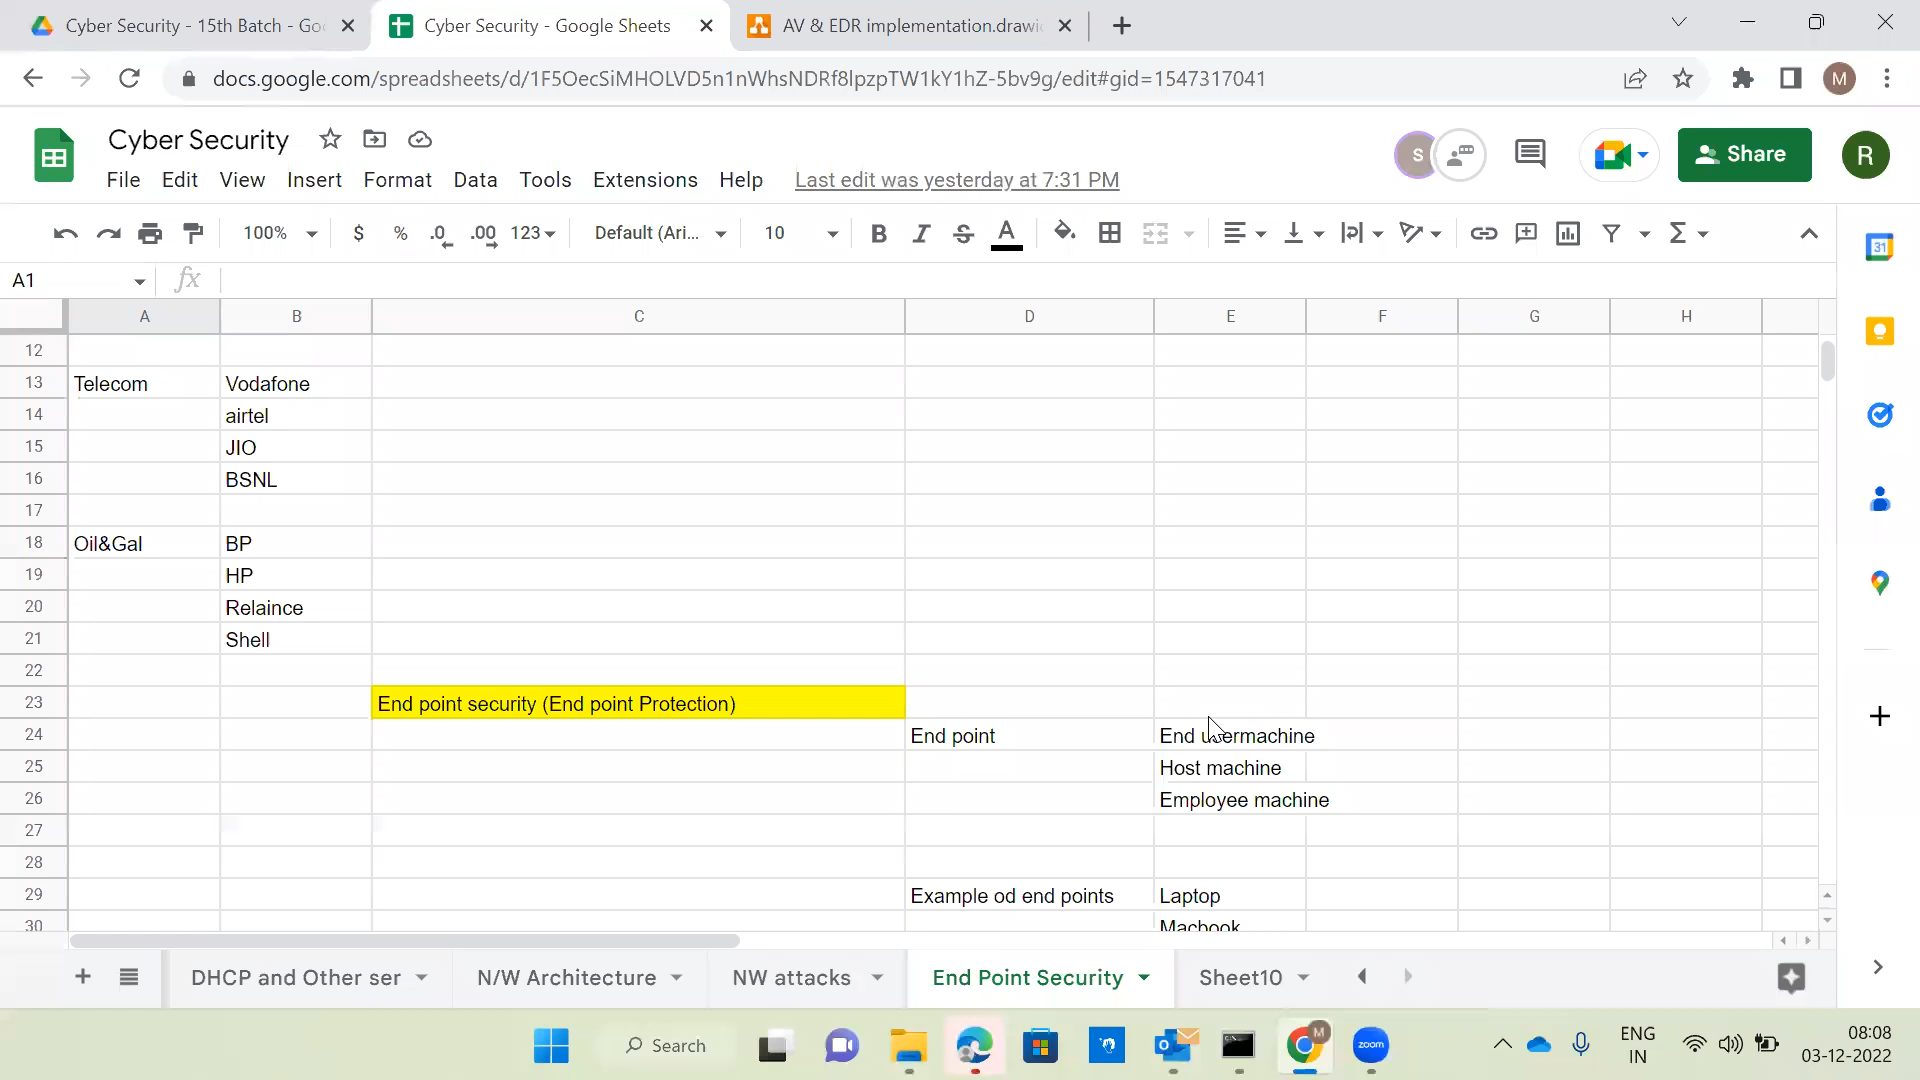 Cyber Security - 15th Batch - Go
Cyber Security - Google Sheets
AV & EDR implementation.drawi
docs.google.com/spreadsheets/d/1F5OecSiMHOLVD5n1nWhsNDRf8lpzpTW1kY1hZ-5bv9g/edit#gid=1547317041
M
Cyber Security
S
Share
R
File Edit View Insert Format Data Tools Extensions Help Last edit was yesterday at 7:31 PM
100% $ % .0 .00 123 Default (Ari... 10 B I S A
31
A1 fx
A B C D E F G H
12
13 Telecom Vodafone
14 airtel
15 JIO
16 BSNL
17
18 Oil&Gal BP
19 HP
20 Relaince
21 Shell
22
23 End point security (End point Protection)
24 End point End usermachine
25 Host machine
26 Employee machine
27
28
29 Example od end points Laptop
30 Macbook
DHCP and Other ser N/W Architecture NW attacks End Point Security Sheet10
Search
M
zoom
ENG
IN
08:08
03-12-2022